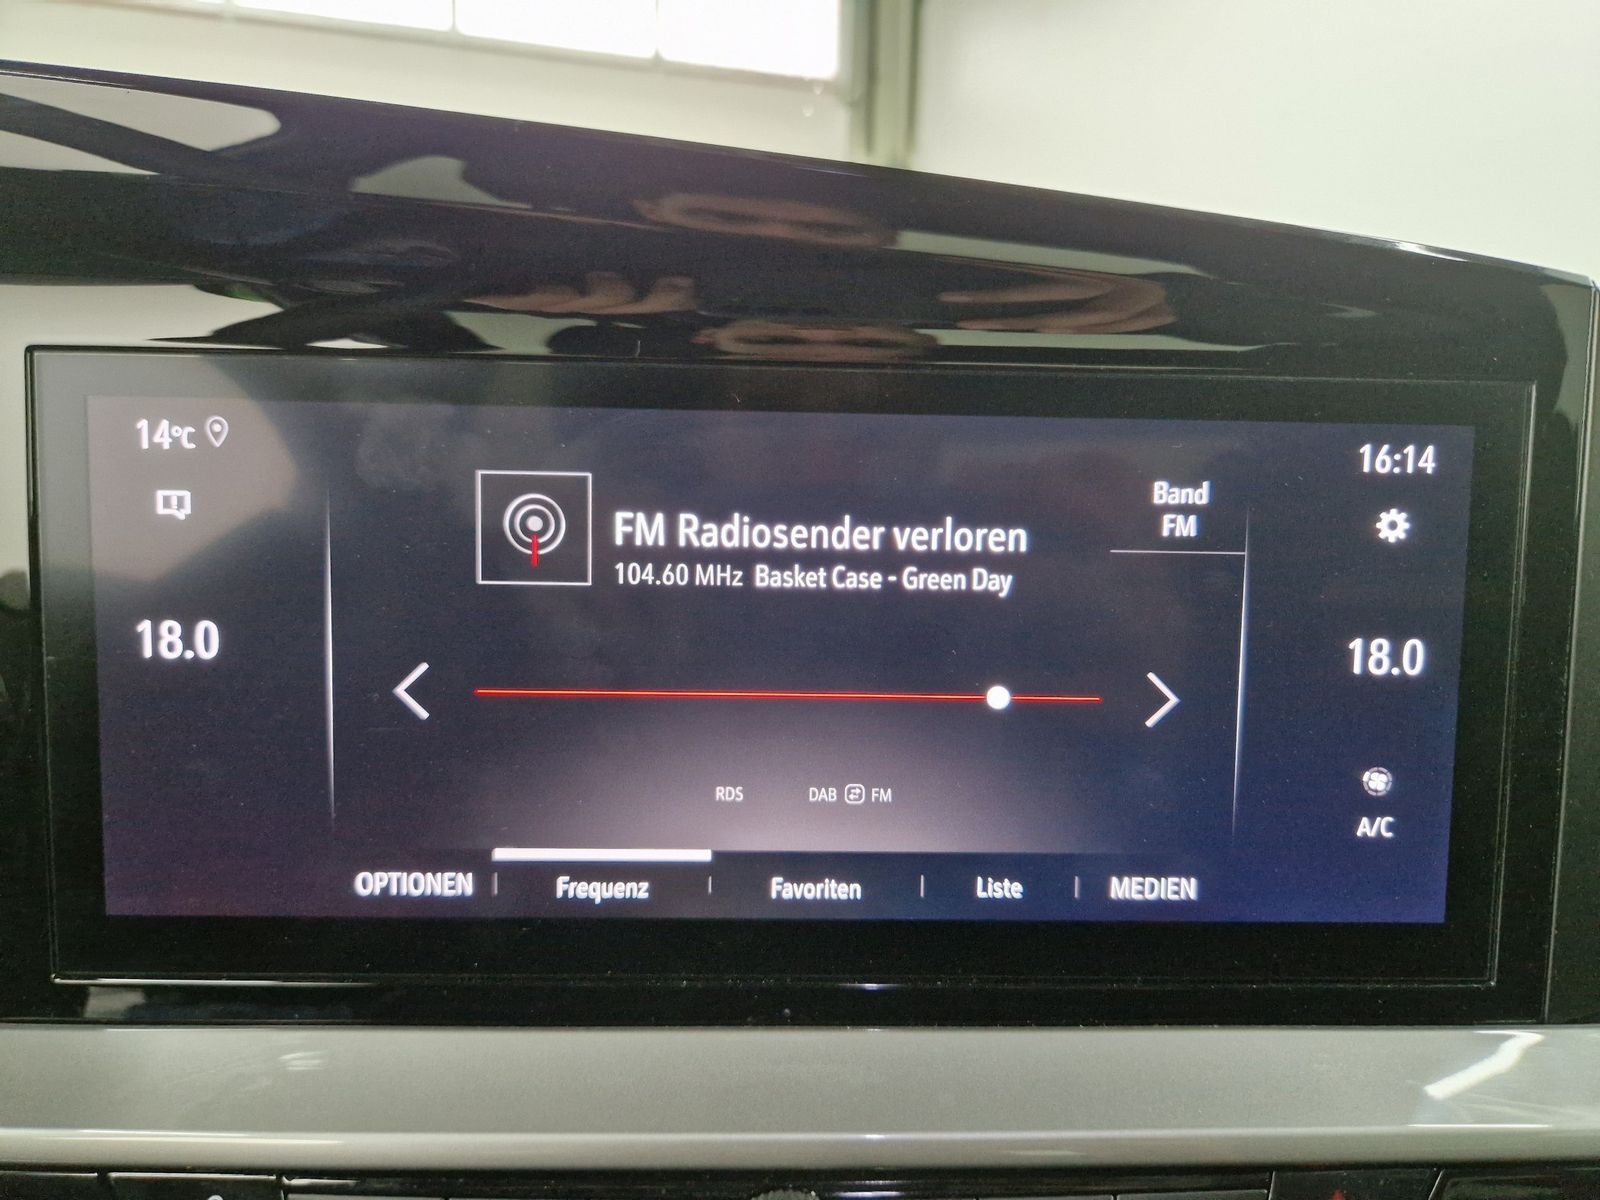 14°C
16:14
Band
FM
FM Radiosender verloren
104.60 MHz Basket Case - Green Day
18.0
18.0
RDS
DAB FM
A/C
OPTIONEN
Frequenz
Favoriten
Liste
MEDIEN